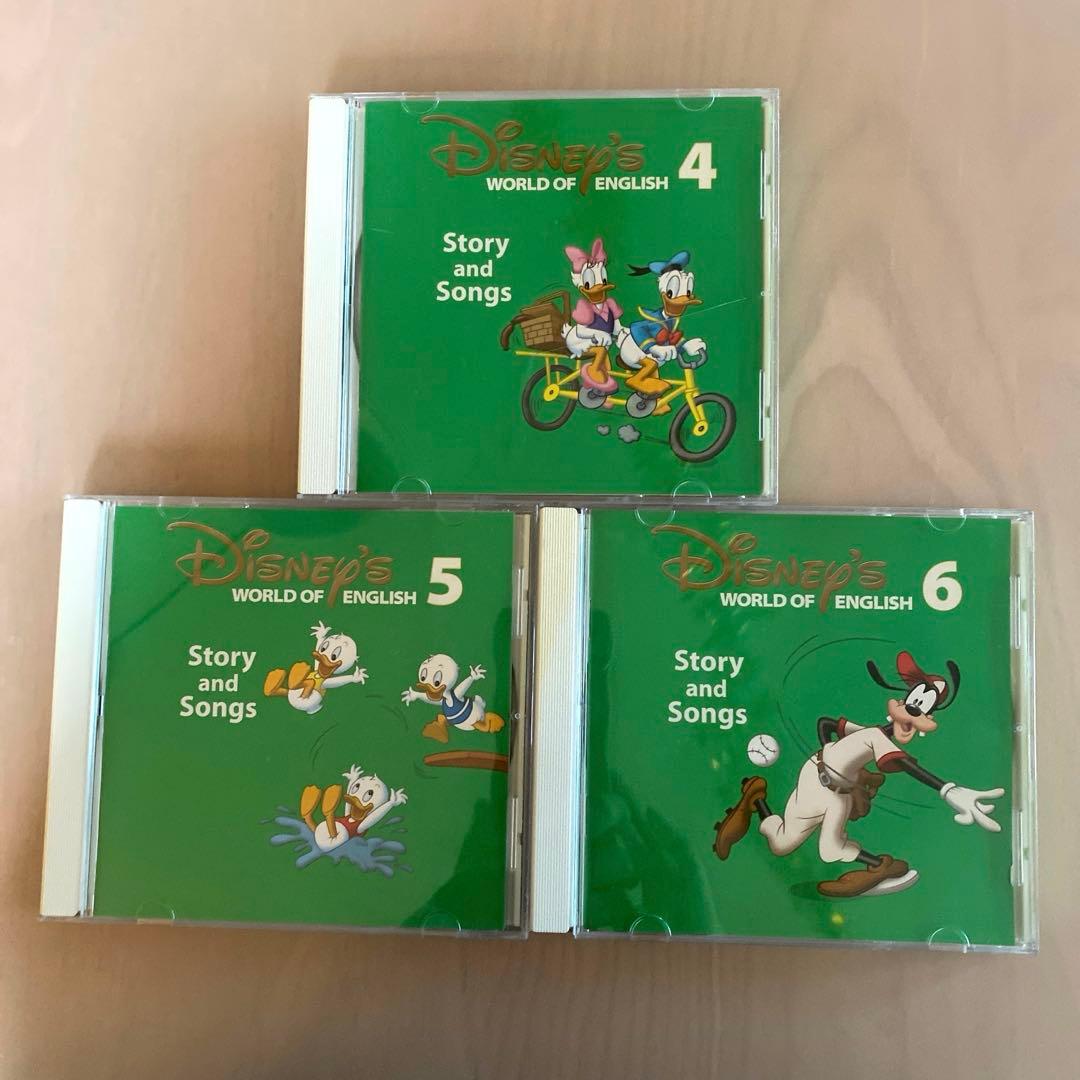 DISNEY'S
WORLD OF ENGLISH 4
Story
and
Songs
DISNEY'S
WORLD OF ENGLISH 5
Story
and
Songs
DISNEY'S
WORLD OF ENGLISH 6
Story
and
Songs